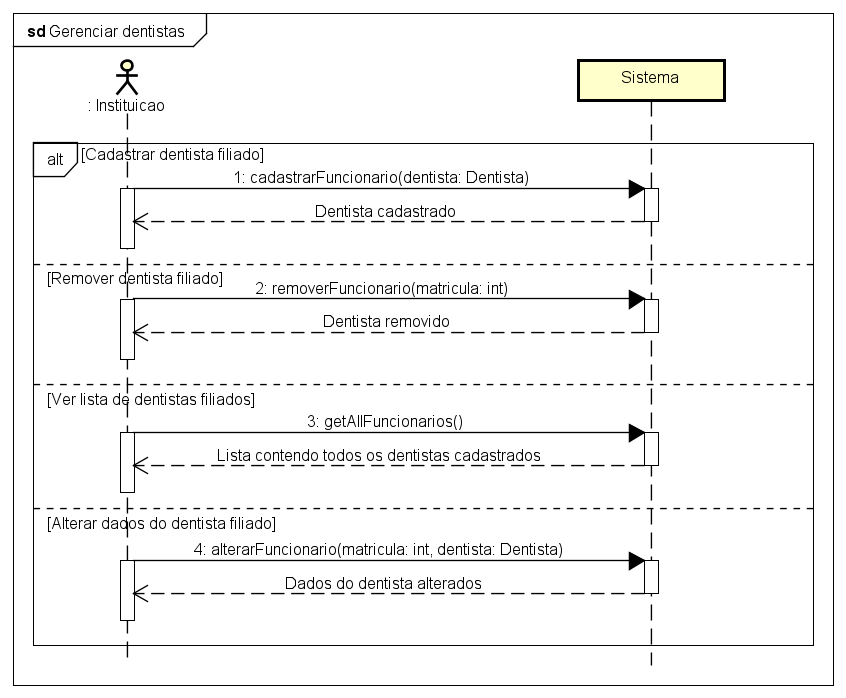 sd Gerenciar dentistas
: Instituicao
Sistema
alt
[Cadastrar dentista filiado]
1: cadastrarFuncionario(dentista: Dentista)
Dentista cadastrado
[Remover dentista filiado]
2: removerFuncionario(matricula: int)
Dentista removido
[Ver lista de dentistas filiados]
3: getAllFuncionarios()
Lista contendo todos os dentistas cadastrados
[Alterar dados do dentista filiado]
4: alterarFuncionario(matricula: int, dentista: Dentista)
Dados do dentista alterados